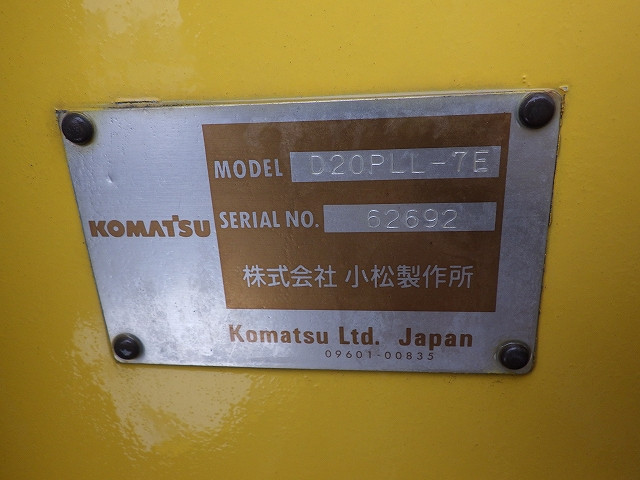 MODEL D20PLL-7E
KOMATSU
SERIAL NO. 62692
株式会社 小松製作所
Komatsu Ltd. Japan
09601-00835